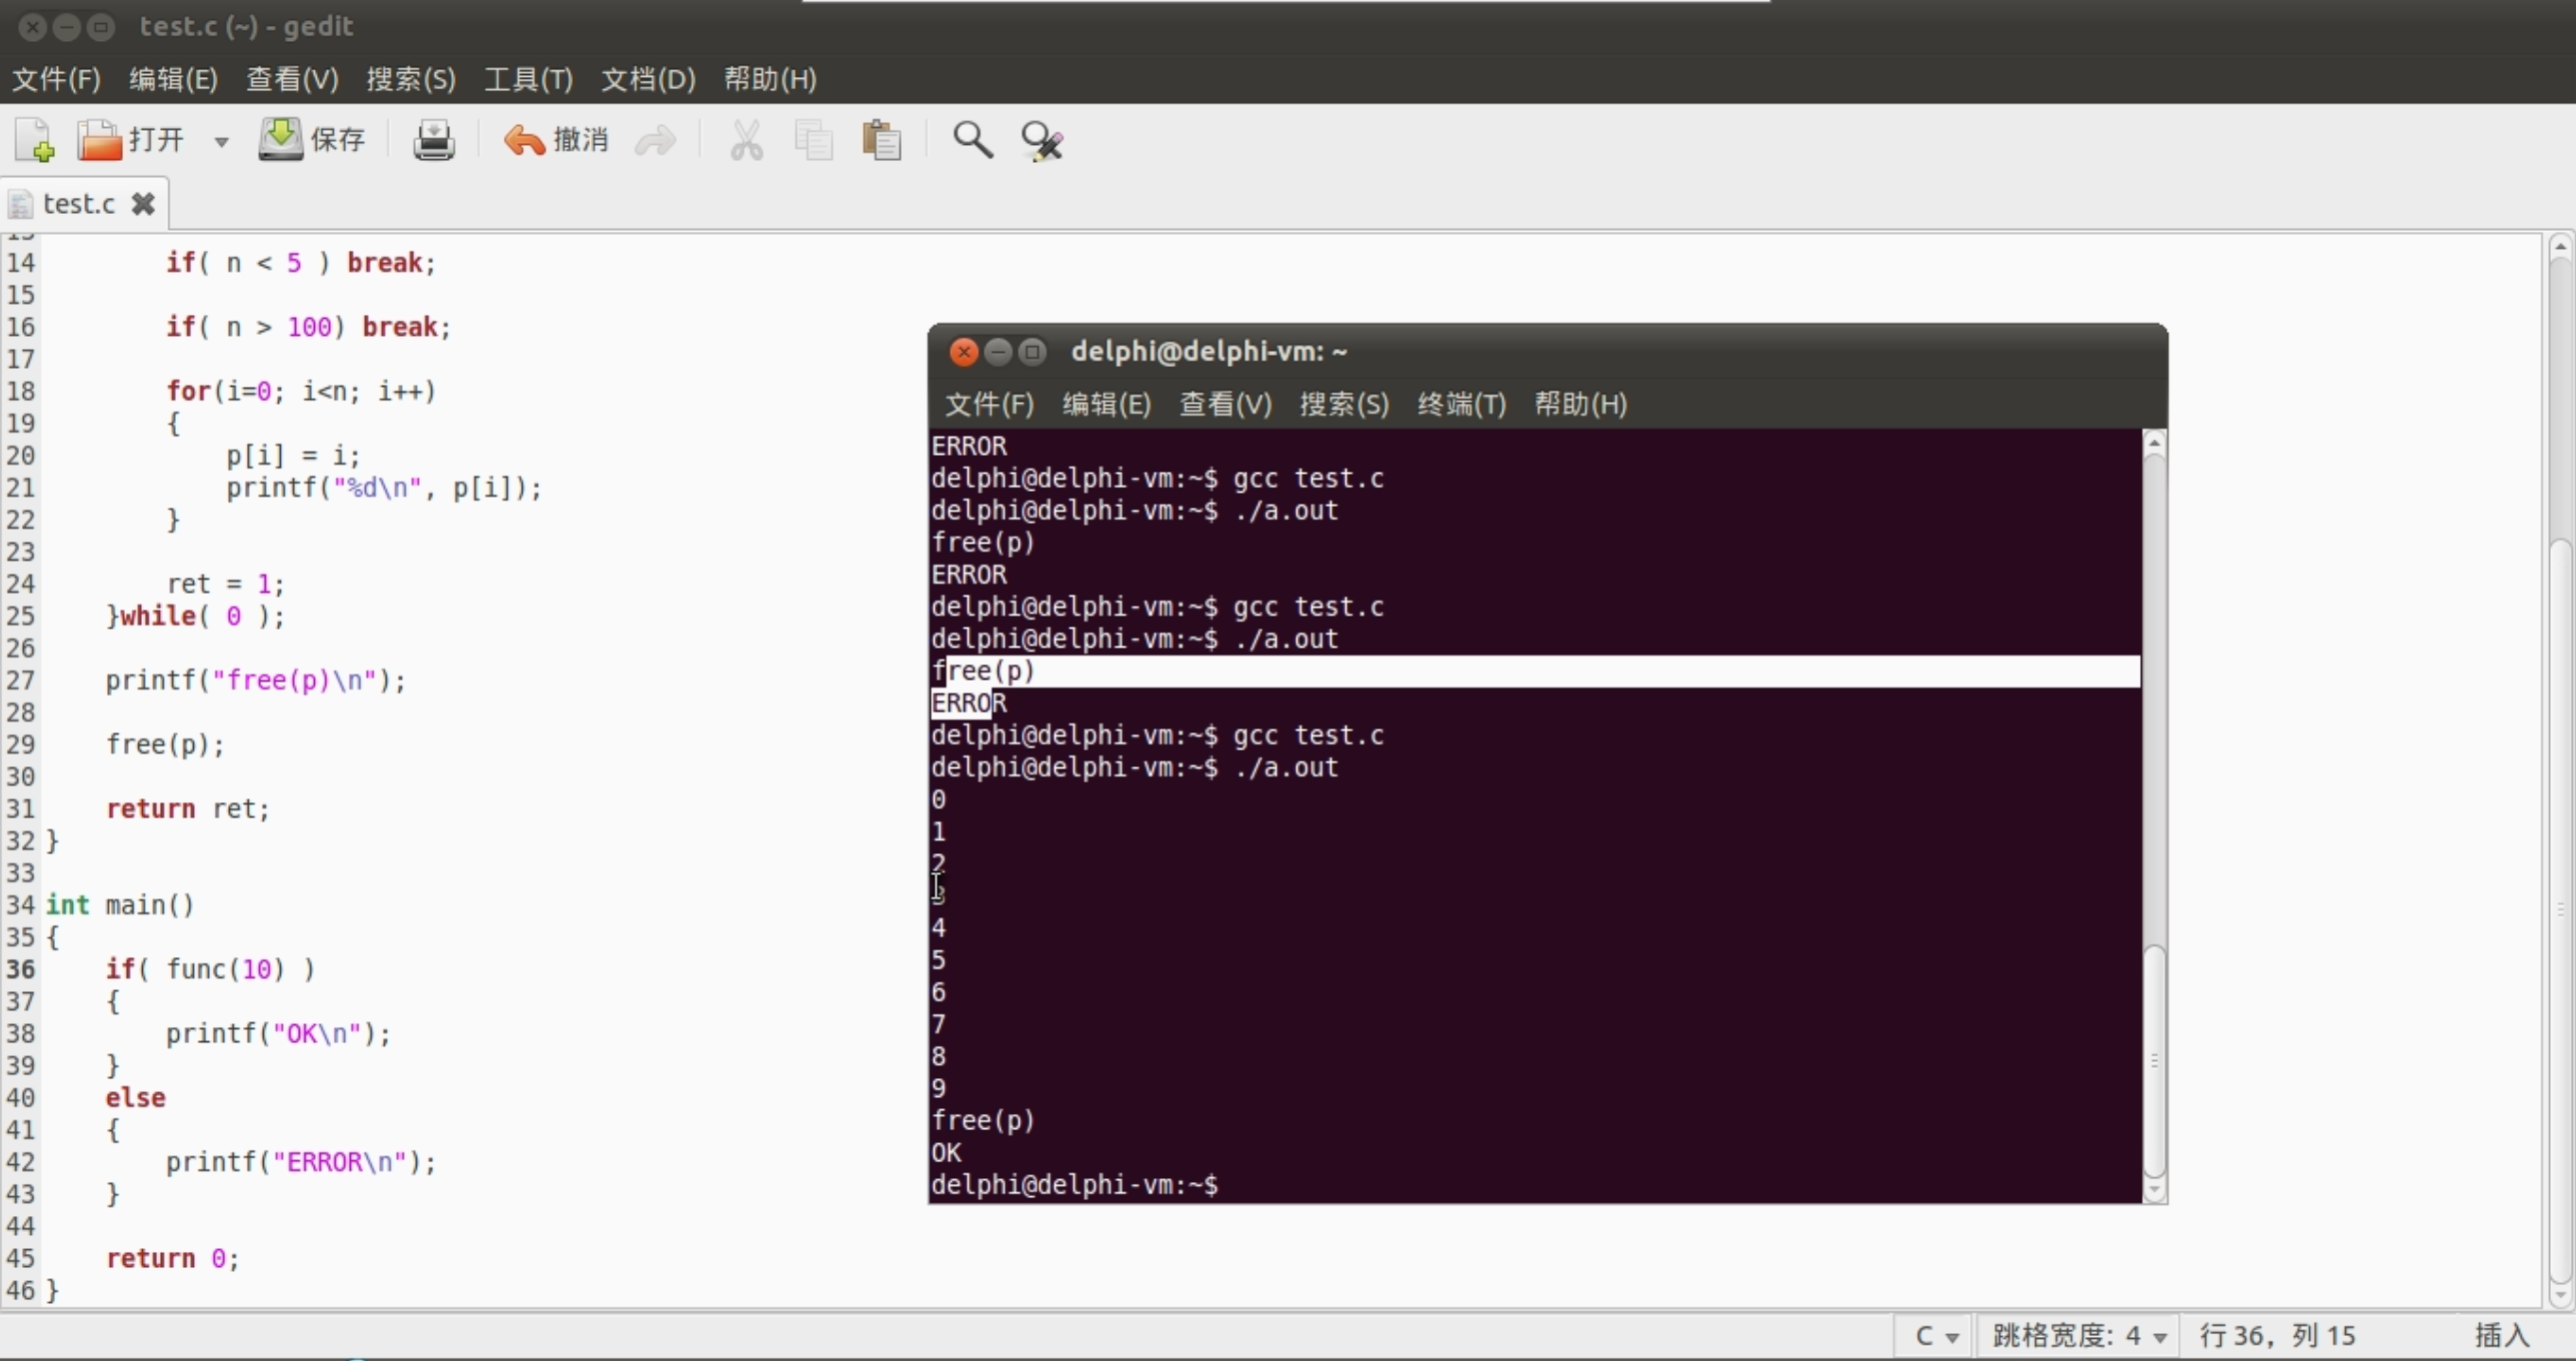 test.c (~) - gedit
文件(F) 编辑(E) 查看(V) 搜索(S) 工具(T) 文档(D) 帮助(H)
打开 保存 撤消
test.c
14 if( n < 5 ) break;
15
16 if( n > 100) break;
17
18 for(i=0; i<n; i++)
19 {
20 p[i] = i;
21 printf("%d\n", p[i]);
22 }
23
24 ret = 1;
25 }while( 0 );
26
27 printf("free(p)\n");
28
29 free(p);
30
31 return ret;
32 }
33
34 int main()
35 {
36 if( func(10) )
37 {
38 printf("OK\n");
39 }
40 else
41 {
42 printf("ERROR\n");
43 }
44
45 return 0;
46 }
delphi@delphi-vm: ~
文件(F) 编辑(E) 查看(V) 搜索(S) 终端(T) 帮助(H)
ERROR
delphi@delphi-vm:~$ gcc test.c
delphi@delphi-vm:~$ ./a.out
free(p)
ERROR
delphi@delphi-vm:~$ gcc test.c
delphi@delphi-vm:~$ ./a.out
free(p)
ERROR
delphi@delphi-vm:~$ gcc test.c
delphi@delphi-vm:~$ ./a.out
0
1
2
3
4
5
6
7
8
9
free(p)
OK
delphi@delphi-vm:~$
C 跳格宽度: 4 行 36，列 15 插入